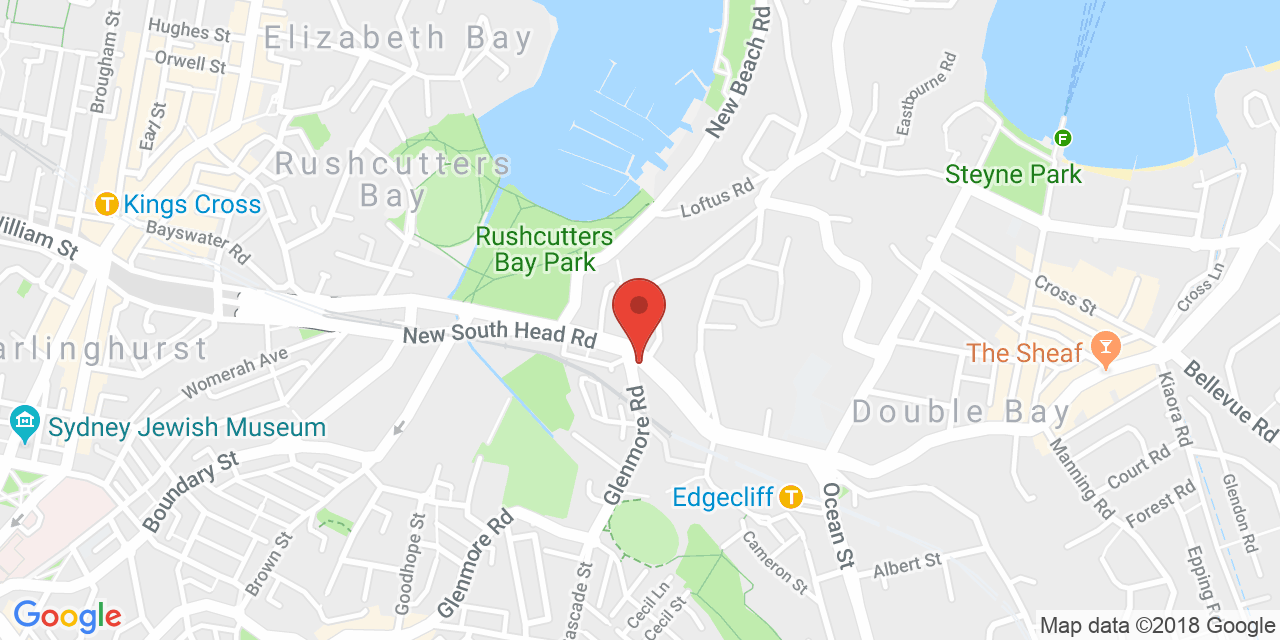 Hughes St
Elizabeth Bay
Orwell St
Brougham St
New Beach Rd
Eastbourne Rd
Earl St
F
Rushcutters
Bay
Steyne Park
Loftus Rd
T Kings Cross
William St
Bayswater Rd
Rushcutters
Bay Park
Cross St
Cross Ln
New South Head Rd
arlinghurst
Womerah Ave
The Sheaf
Bellevue Rd
Kiaora Rd
Double Bay
Glenmore Rd
Sydney Jewish Museum
Manning Rd
Court Rd
Boundary St
Edgecliff T
Ocean St
Forest Rd
Glendon Rd
Glenmore Rd
Goodhope St
Brown St
Cameron St
Albert St
Epping
ascade St
Cecil Ln
Cecil St
Google
Map data ©2018 Google